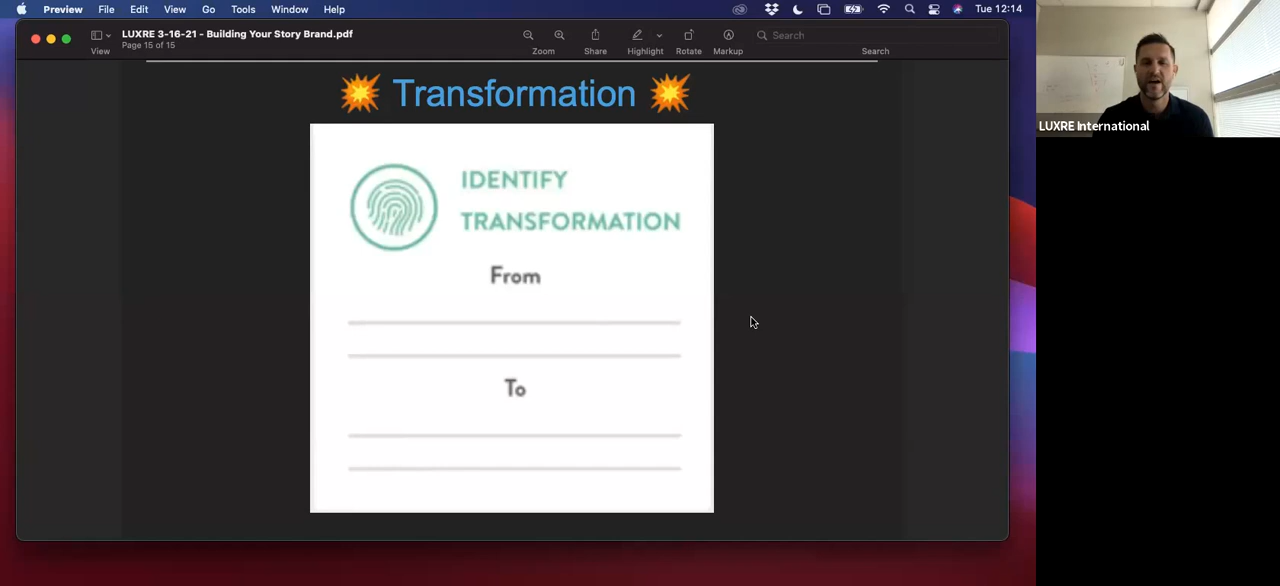 Preview File Edit View Go Tools Window Help Tue 12:14
LUXRE 3-16-21 - Building Your Story Brand.pdf
Page 15 of 15
View Zoom Share Highlight Rotate Markup Search
Search
Transformation
IDENTIFY
TRANSFORMATION
From
To
LUXRE International